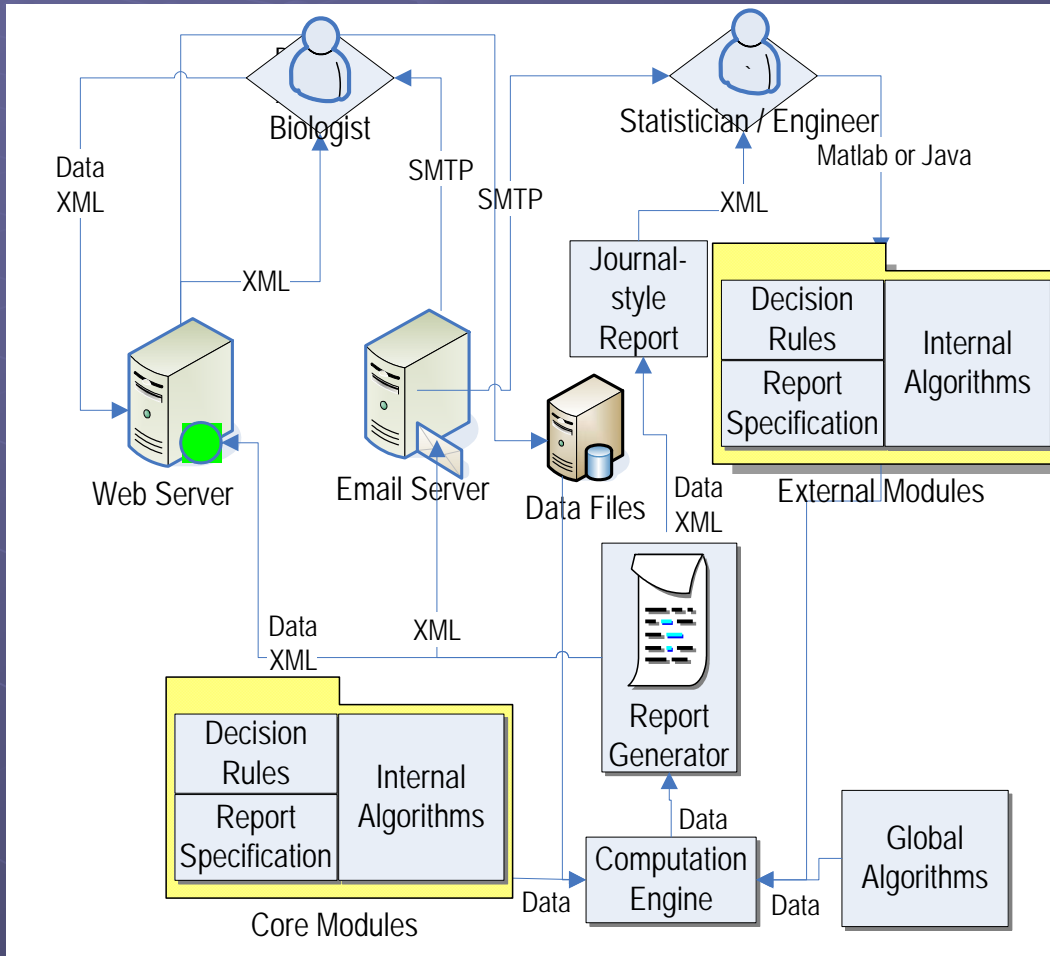 Biologist
Statistician / Engineer
Data
XML
SMTP
SMTP
Matlab or Java
XML
XML
Journal-
style
Report
Decision
Rules
Report
Specification
Internal
Algorithms
External Modules
Web Server
Email Server
Data Files
Data
XML
Data
XML
XML
Report
Generator
Decision
Rules
Report
Specification
Internal
Algorithms
Core Modules
Data
Data
Computation
Engine
Data
Global
Algorithms